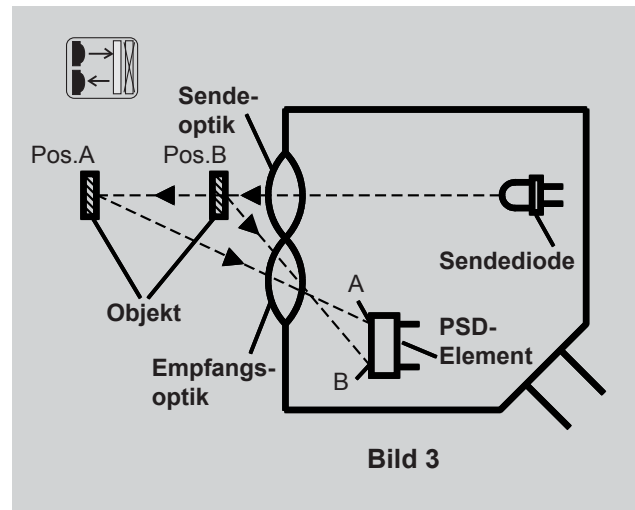 Sende-
optik
Pos.A
Pos.B
Sendediode
Objekt
A
PSD-
Element
B
Empfangs-
optik
Bild 3